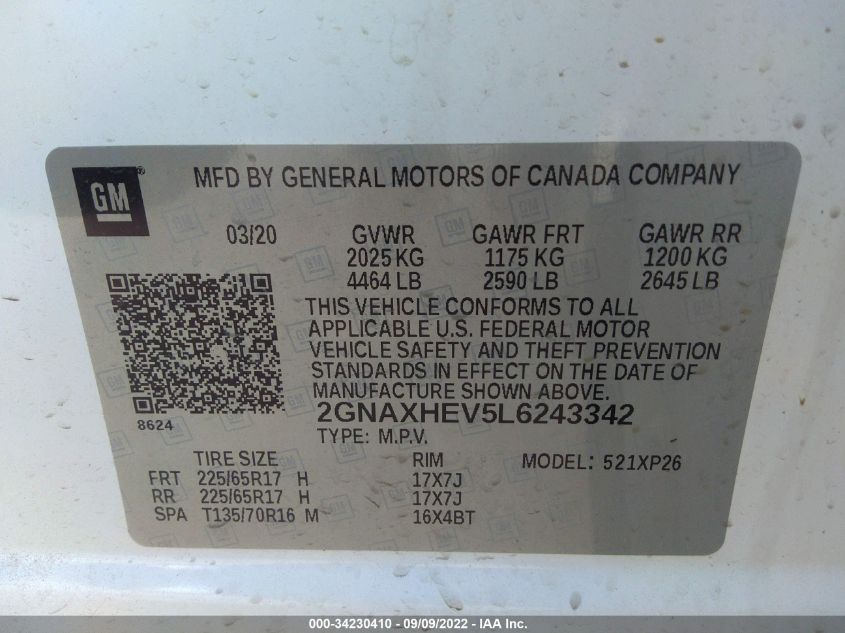 GM ®
MFD BY GENERAL MOTORS OF CANADA COMPANY
03/20 GVWR GAWR FRT GAWR RR
2025 KG 1175 KG 1200 KG
4464 LB 2590 LB 2645 LB
THIS VEHICLE CONFORMS TO ALL
APPLICABLE U.S. FEDERAL MOTOR
VEHICLE SAFETY AND THEFT PREVENTION
STANDARDS IN EFFECT ON THE DATE OF
MANUFACTURE SHOWN ABOVE.
8624
2GNAXHEV5L6243342
TYPE: M.P.V.
TIRE SIZE RIM MODEL: 521XP26
FRT 225/65R17 H 17X7J
RR 225/65R17 H 17X7J
SPA T135/70R16 M 16X4BT
000-34230410 - 09/09/2022 - IAA Inc.